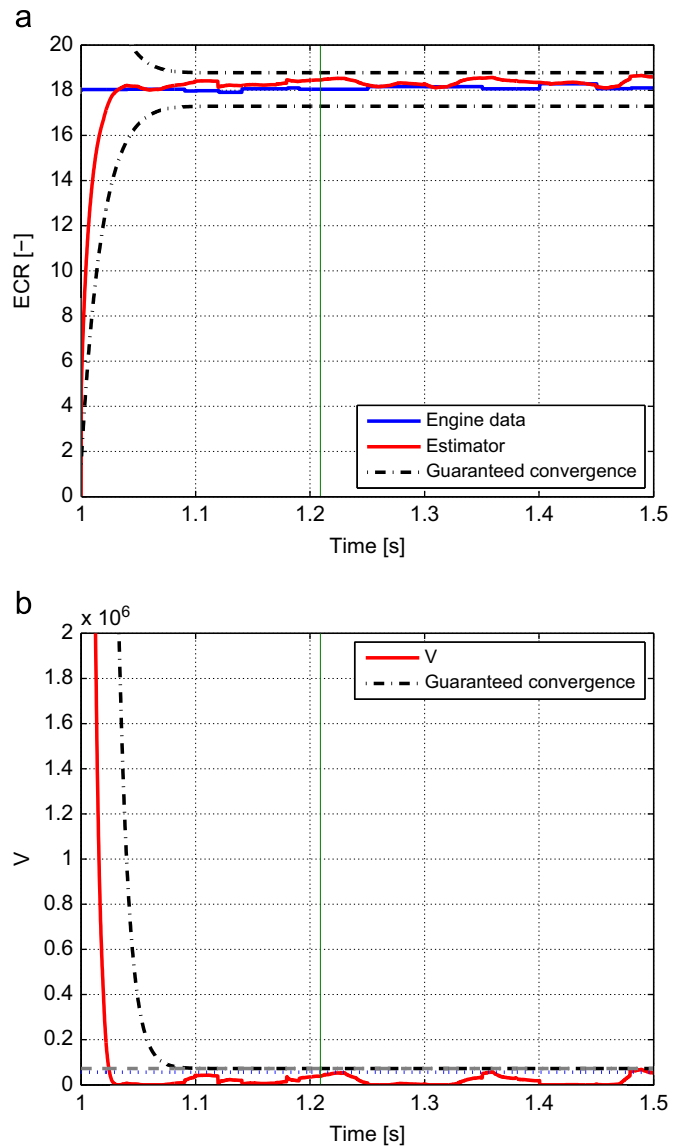 a
20
18
16
14
12
10
8
6
4
2
0
ECR [–]
Engine data
Estimator
Guaranteed convergence
1 1.1 1.2 1.3 1.4 1.5
Time [s]
b
x 10⁶
2
1.8
1.6
1.4
1.2
1
0.8
0.6
0.4
0.2
0
V
V
Guaranteed convergence
1 1.1 1.2 1.3 1.4 1.5
Time [s]